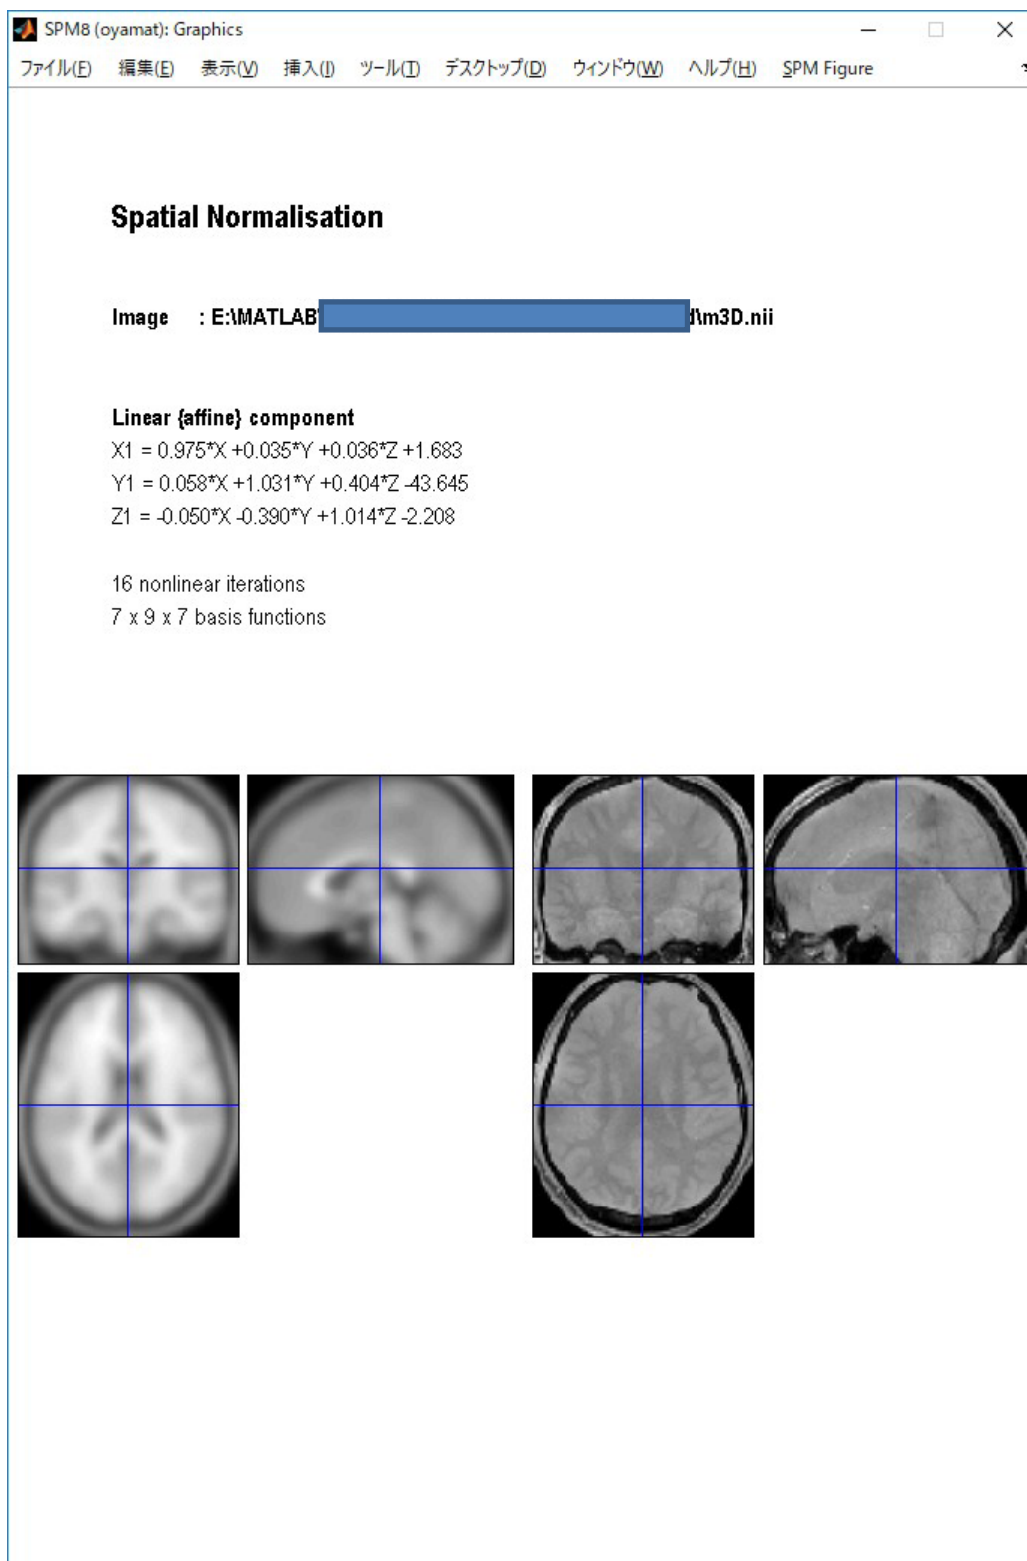 SPM8 (oyamat): Graphics
ファイル(F) 編集(E) 表示(V) 挿入(I) ツール(T) デスクトップ(D) ウィンドウ(W) ヘルプ(H) SPM Figure
Spatial Normalisation
Image : E:\MATLAB\ d\m3D.nii
Linear {affine} component
X1 = 0.975*X +0.035*Y +0.036*Z +1.683
Y1 = 0.058*X +1.031*Y +0.404*Z -43.645
Z1 = -0.050*X -0.390*Y +1.014*Z -2.208
16 nonlinear iterations
7 x 9 x 7 basis functions